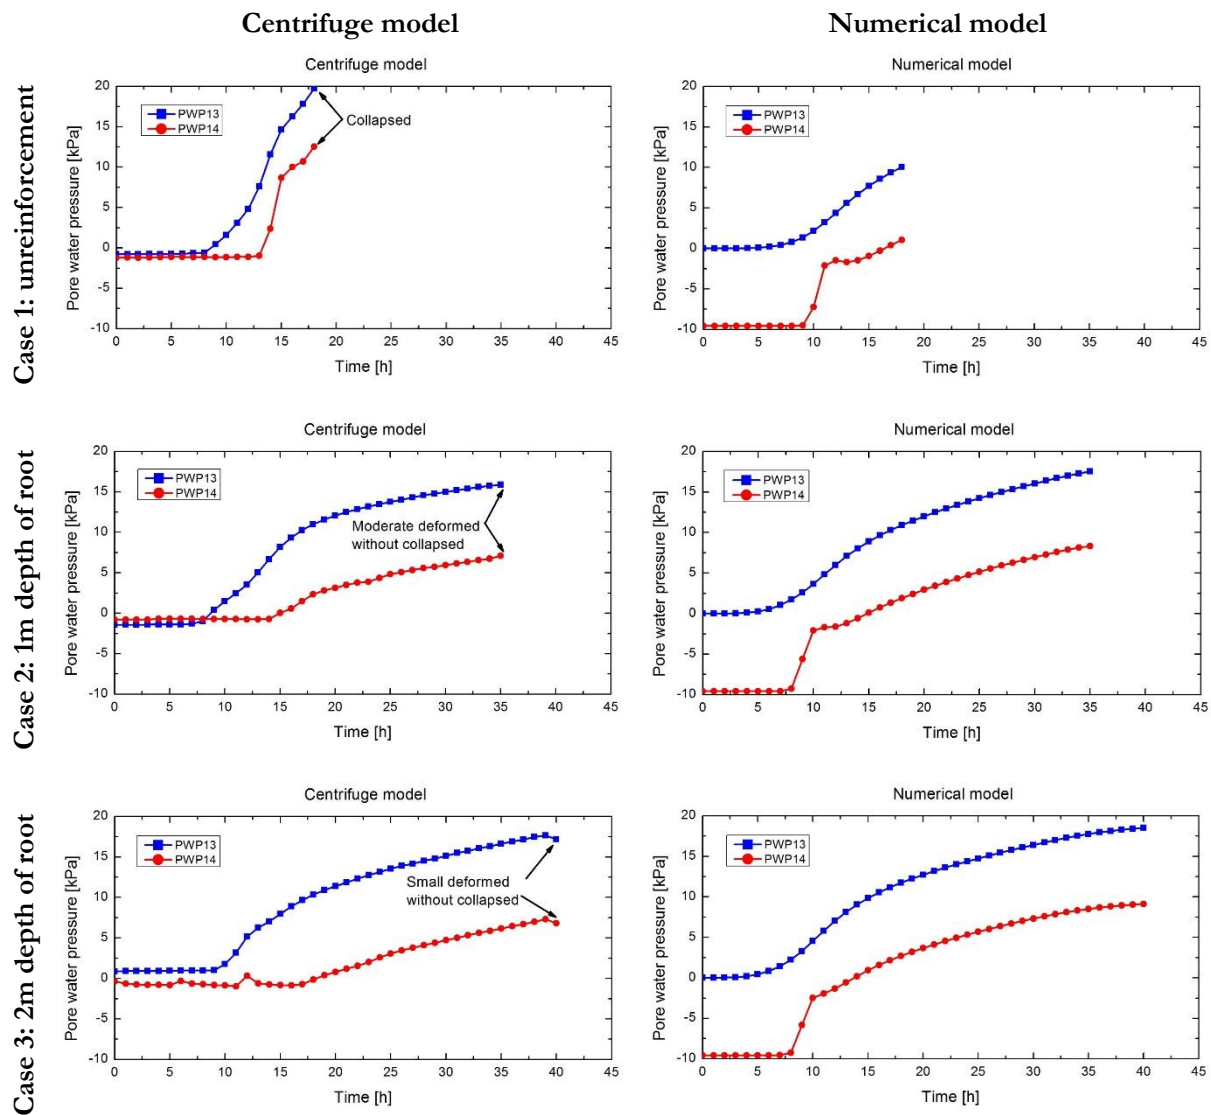 Centrifuge model
Numerical model
Case 1: unreinforcement
Centrifuge model
Pore water pressure [kPa]
20
15
10
5
0
-5
-10
PWP13
PWP14
Collapsed
0 5 10 15 20 25 30 35 40 45
Time [h]
Numerical model
Pore water pressure [kPa]
20
15
10
5
0
-5
-10
PWP13
PWP14
0 5 10 15 20 25 30 35 40 45
Time [h]
Case 2: 1m depth of root
Centrifuge model
Pore water pressure [kPa]
20
15
10
5
0
-5
-10
PWP13
PWP14
Moderate deformed
without collapsed
0 5 10 15 20 25 30 35 40 45
Time [h]
Numerical model
Pore water pressure [kPa]
20
15
10
5
0
-5
-10
PWP13
PWP14
0 5 10 15 20 25 30 35 40 45
Time [h]
Case 3: 2m depth of root
Centrifuge model
Pore water pressure [kPa]
20
15
10
5
0
-5
-10
PWP13
PWP14
Small deformed
without collapsed
0 5 10 15 20 25 30 35 40 45
Time [h]
Numerical model
Pore water pressure [kPa]
20
15
10
5
0
-5
-10
PWP13
PWP14
0 5 10 15 20 25 30 35 40 45
Time [h]